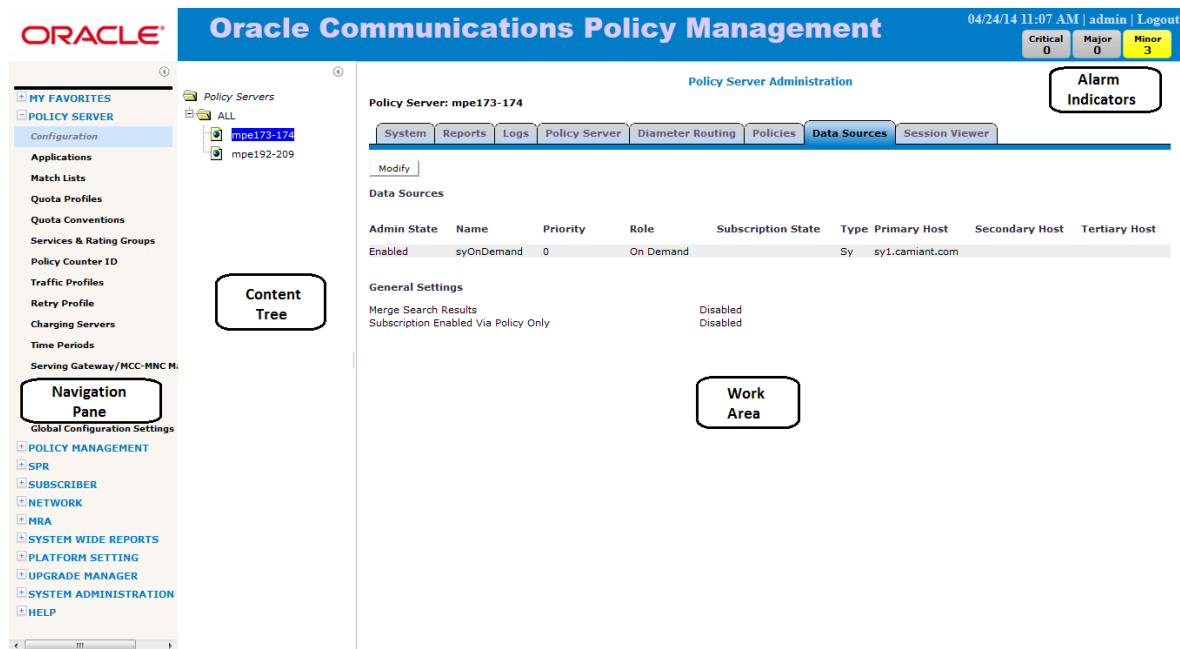 ORACLE®
Oracle Communications Policy Management
04/24/14 11:07 AM | admin | Logout
Critical 0
Major 0
Minor 3
MY FAVORITES
POLICY SERVER
Configuration
Applications
Match Lists
Quota Profiles
Quota Conventions
Services & Rating Groups
Policy Counter ID
Traffic Profiles
Retry Profile
Charging Servers
Time Periods
Serving Gateway/MCC-MNC
Navigation
Pane
Global Configuration Settings
POLICY MANAGEMENT
SPR
SUBSCRIBER
NETWORK
MRA
SYSTEM WIDE REPORTS
PLATFORM SETTING
UPGRADE MANAGER
SYSTEM ADMINISTRATION
HELP
Policy Servers
ALL
mpe173-174
mpe192-209
Content
Tree
Policy Server Administration
Alarm
Indicators
Policy Server: mpe173-174
System Reports Logs Policy Server Diameter Routing Policies Data Sources Session Viewer
Modify
Data Sources
Admin State Name Priority Role Subscription State Type Primary Host Secondary Host Tertiary Host
Enabled syOnDemand 0 On Demand Sy sy1.camiant.com
General Settings
Merge Search Results Disabled
Subscription Enabled Via Policy Only Disabled
Work
Area